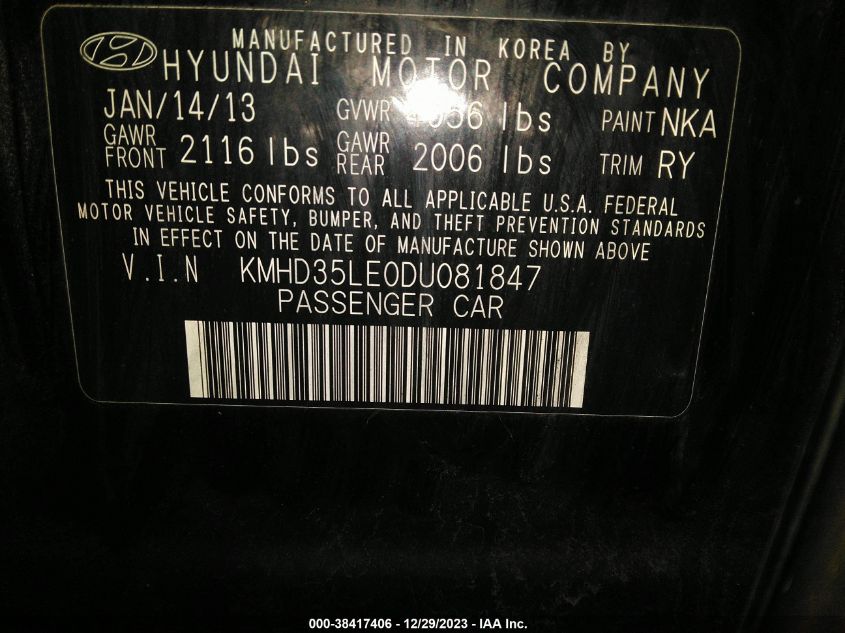 MANUFACTURED IN KOREA BY
HYUNDAI MOTOR COMPANY
JAN/14/13 GVWR lbs PAINT NKA
GAWR FRONT 2116 lbs GAWR REAR 2006 lbs TRIM RY
THIS VEHICLE CONFORMS TO ALL APPLICABLE U.S.A. FEDERAL
MOTOR VEHICLE SAFETY, BUMPER, AND THEFT PREVENTION STANDARDS
IN EFFECT ON THE DATE OF MANUFACTURE SHOWN ABOVE
V.I.N KMHD35LE0DU081847
PASSENGER CAR
000-38417406 - 12/29/2023 - IAA Inc.